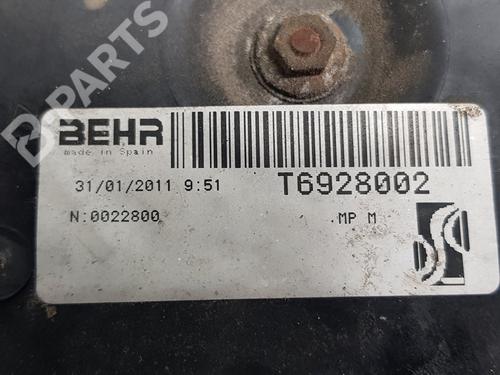 B-PARTS
BEHR
made in Spain
31/01/2011 9:51
T6928002
N:0022800
MP M